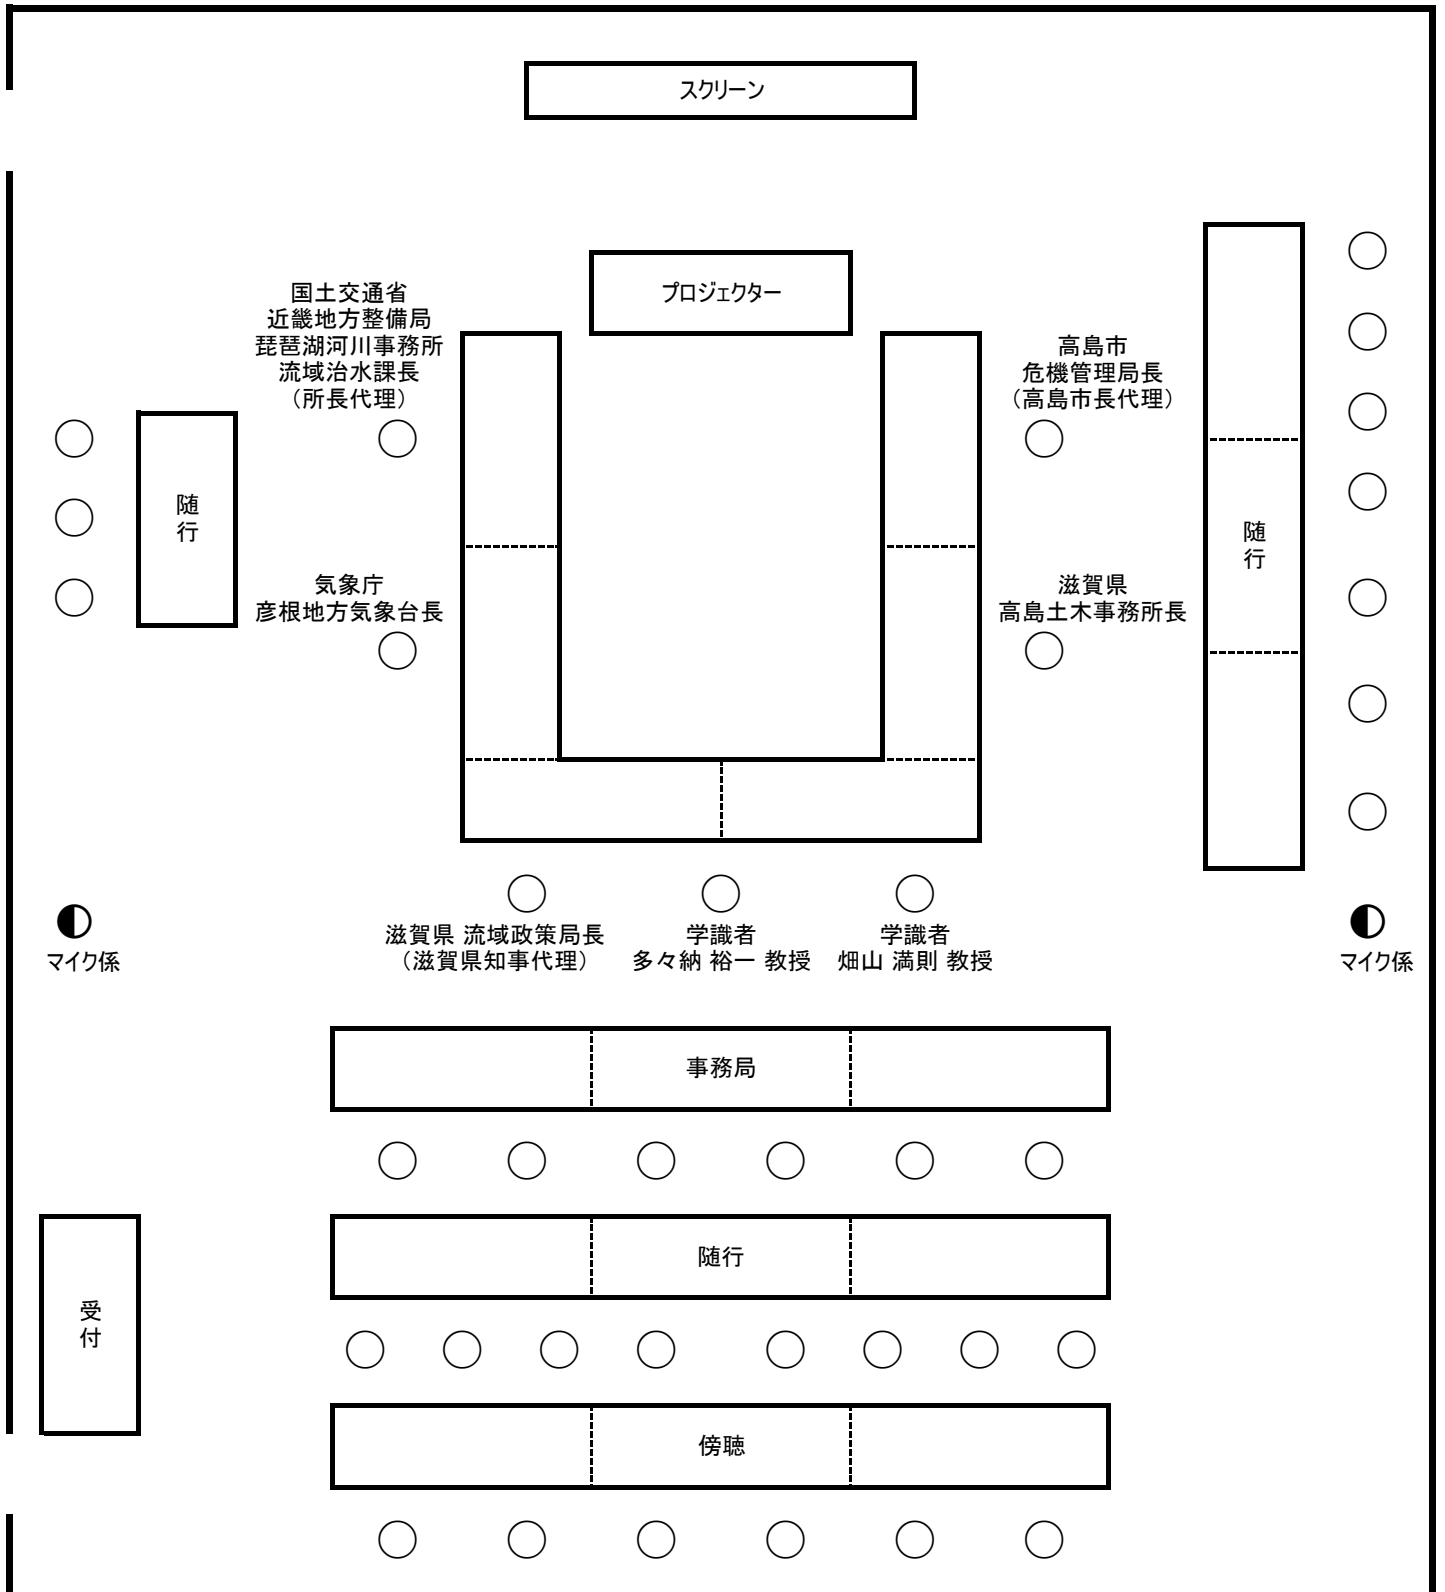 スクリーン
プロジェクター
国土交通省
近畿地方整備局
琵琶湖河川事務所
流域治水課長
（所長代理）
高島市
危機管理局長
（高島市長代理）
随行
随行
気象庁
彦根地方気象台長
滋賀県
高島土木事務所長
滋賀県 流域政策局長
（滋賀県知事代理）
学識者
多々納 裕一 教授
学識者
畑山 満則 教授
マイク係
マイク係
事務局
随行
受付
傍聴